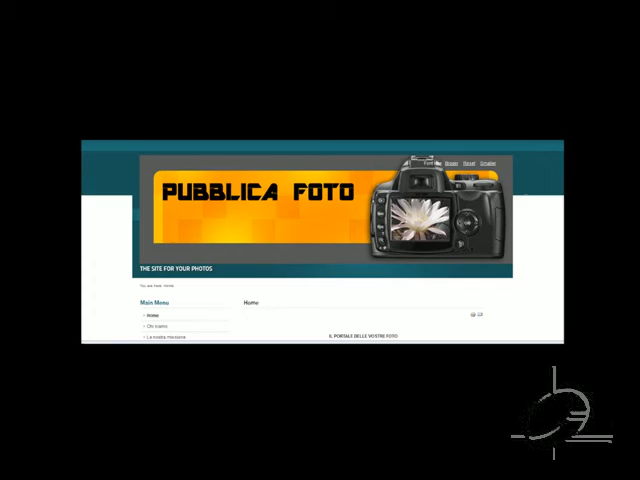 Font size Bigger Reset Smaller
PUBBLICA FOTO
THE SITE FOR YOUR PHOTOS
You are here: Home
Main Menu
Home
Home
Chi siamo
IL PORTALE DELLE VOSTRE FOTO
La nostra missione